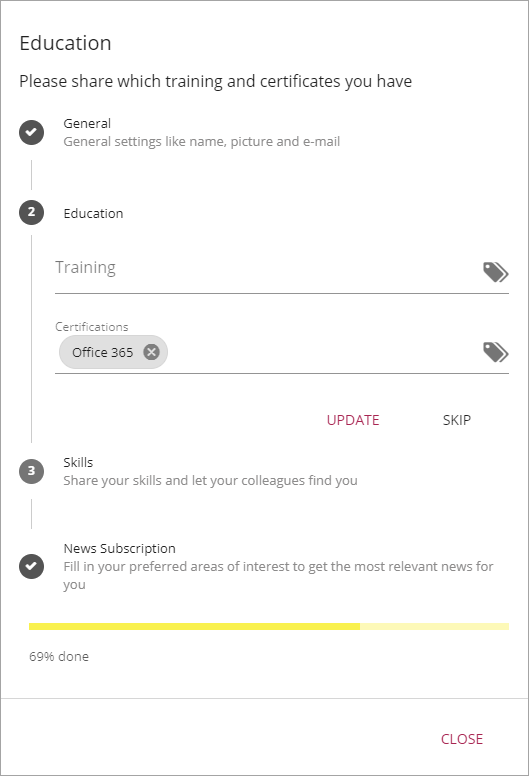 Education
Please share which training and certificates you have
General
General settings like name, picture and e-mail
2
Education
Training
Certifications
Office 365
UPDATE SKIP
3
Skills
Share your skills and let your colleagues find you
News Subscription
Fill in your preferred areas of interest to get the most relevant news for
you
69% done
CLOSE